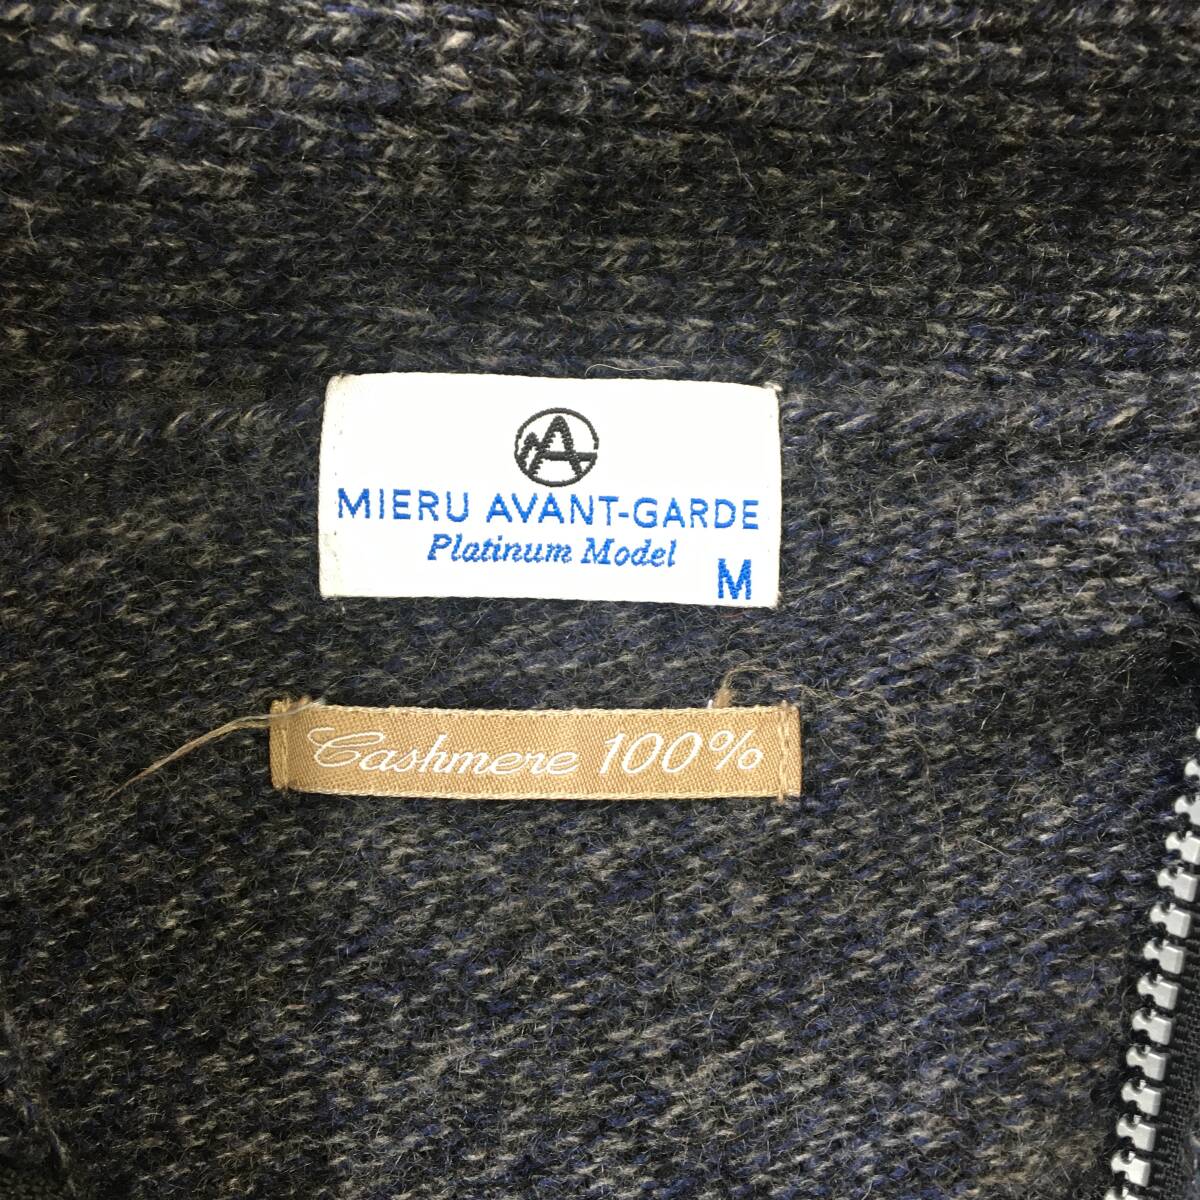 MIERU AVANT-GARDE
Platinum Model
M
Cashmere 100%